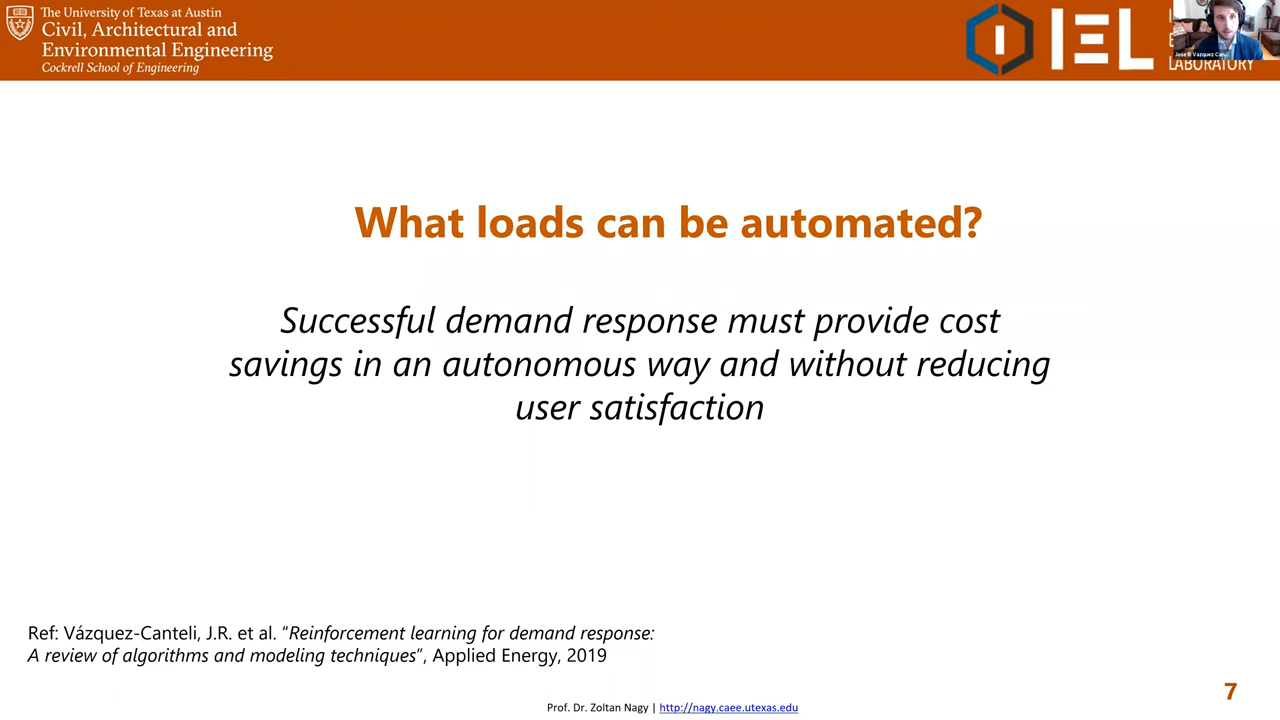 The University of Texas at Austin
Civil, Architectural and
Environmental Engineering
Cockrell School of Engineering
IEL
LABORATORY
What loads can be automated?
Successful demand response must provide cost
savings in an autonomous way and without reducing
user satisfaction
Ref: Vázquez-Canteli, J.R. et al. “Reinforcement learning for demand response:
A review of algorithms and modeling techniques”, Applied Energy, 2019
7
Prof. Dr. Zoltan Nagy | http://nagy.caee.utexas.edu